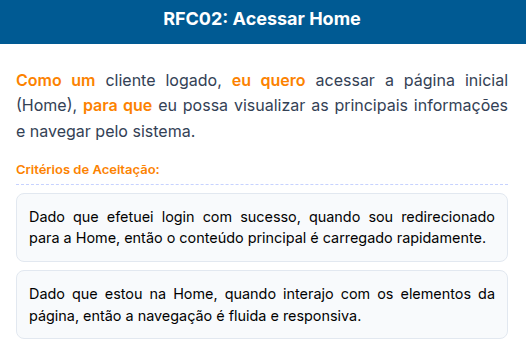 RFC02: Acessar Home
Como um cliente logado, eu quero acessar a página inicial
(Home), para que eu possa visualizar as principais informações
e navegar pelo sistema.
Critérios de Aceitação:
Dado que efetuei login com sucesso, quando sou redirecionado
para a Home, então o conteúdo principal é carregado rapidamente.
Dado que estou na Home, quando interajo com os elementos da
página, então a navegação é fluida e responsiva.